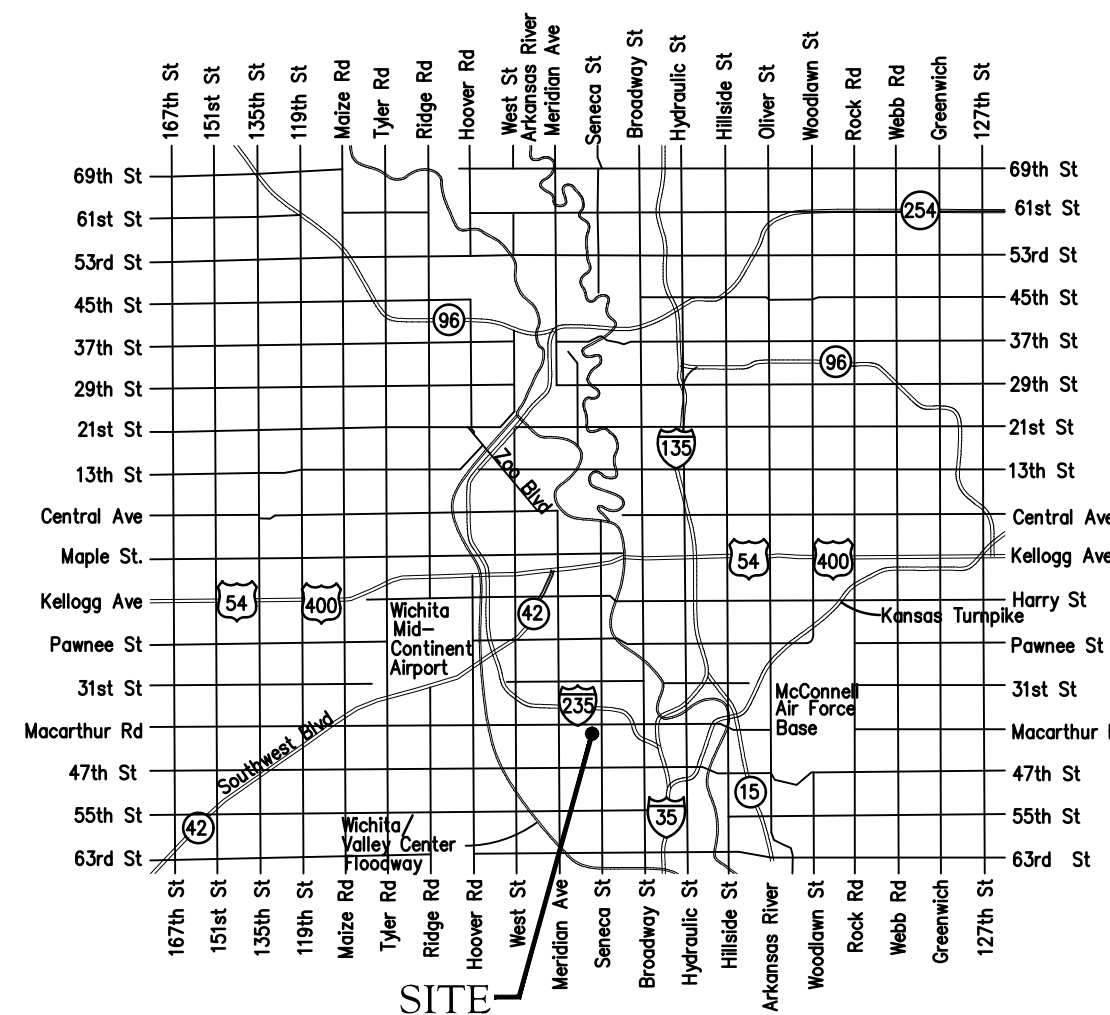 167th St
151st St
135th St
119th St
Maize Rd
Tyler Rd
Ridge Rd
Hoover Rd
West St
Arkansas River
Meridian Ave
Seneca St
Broadway St
Hydraulic St
Hillside St
Oliver St
Woodlawn St
Rock Rd
Webb Rd
Greenwich
127th St
69th St
61st St
53rd St
45th St
37th St
29th St
21st St
13th St
Central Ave
Maple St.
Kellogg Ave
Pawnee St
31st St
Macarthur Rd
47th St
55th St
63rd St
69th St
61st St
53rd St
45th St
37th St
29th St
21st St
13th St
Central Ave
Kellogg Ave
Harry St
Pawnee St
31st St
Macarthur
47th St
55th St
63rd St
254
96
96
135
Zoo Blvd
54
400
54
400
42
Wichita
Mid-
Continent
Airport
Kansas Turnpike
McConnell
Air Force
Base
235
Southwest Blvd
15
35
42
Wichita/
Valley Center
Floodway
167th St
151st St
135th St
119th St
Maize Rd
Tyler Rd
Ridge Rd
Hoover Rd
West St
Meridian Ave
Seneca St
Broadway St
Hydraulic St
Hillside St
Arkansas River
Woodlawn St
Rock Rd
Webb Rd
Greenwich
127th St
SITE